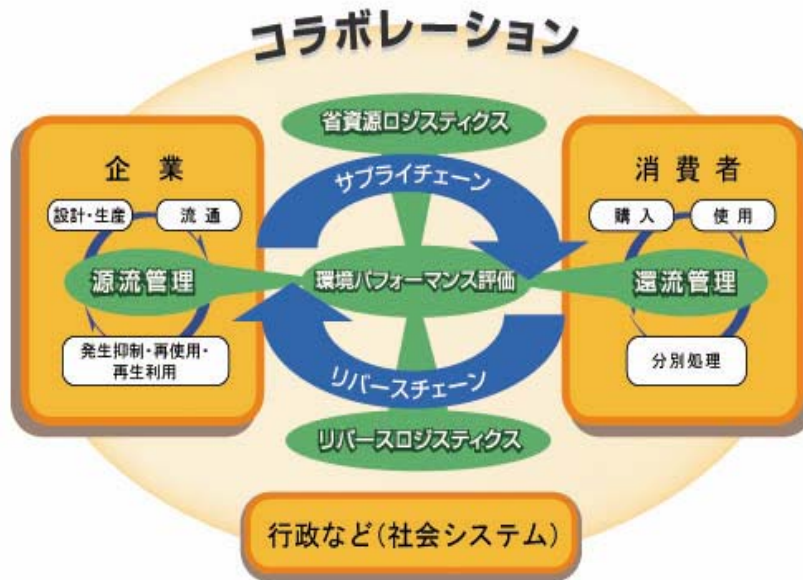 コラボレーション
省資源ロジスティクス
企業
設計・生産
流通
源流管理
発生抑制・再使用・
再生利用
サプライチェーン
環境パフォーマンス評価
リバースチェーン
リバースロジスティクス
消費者
購入
使用
還流管理
分別処理
行政など(社会システム)